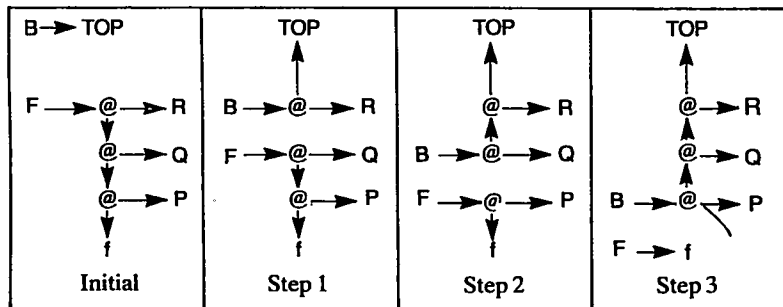 B TOP
F @ R
@ Q
@ P
f
Initial
TOP
B @ R
F @ Q
@ P
f
Step 1
TOP
@ R
B @ Q
F @ P
f
Step 2
TOP
@ R
@ Q
B @ P
F f
Step 3